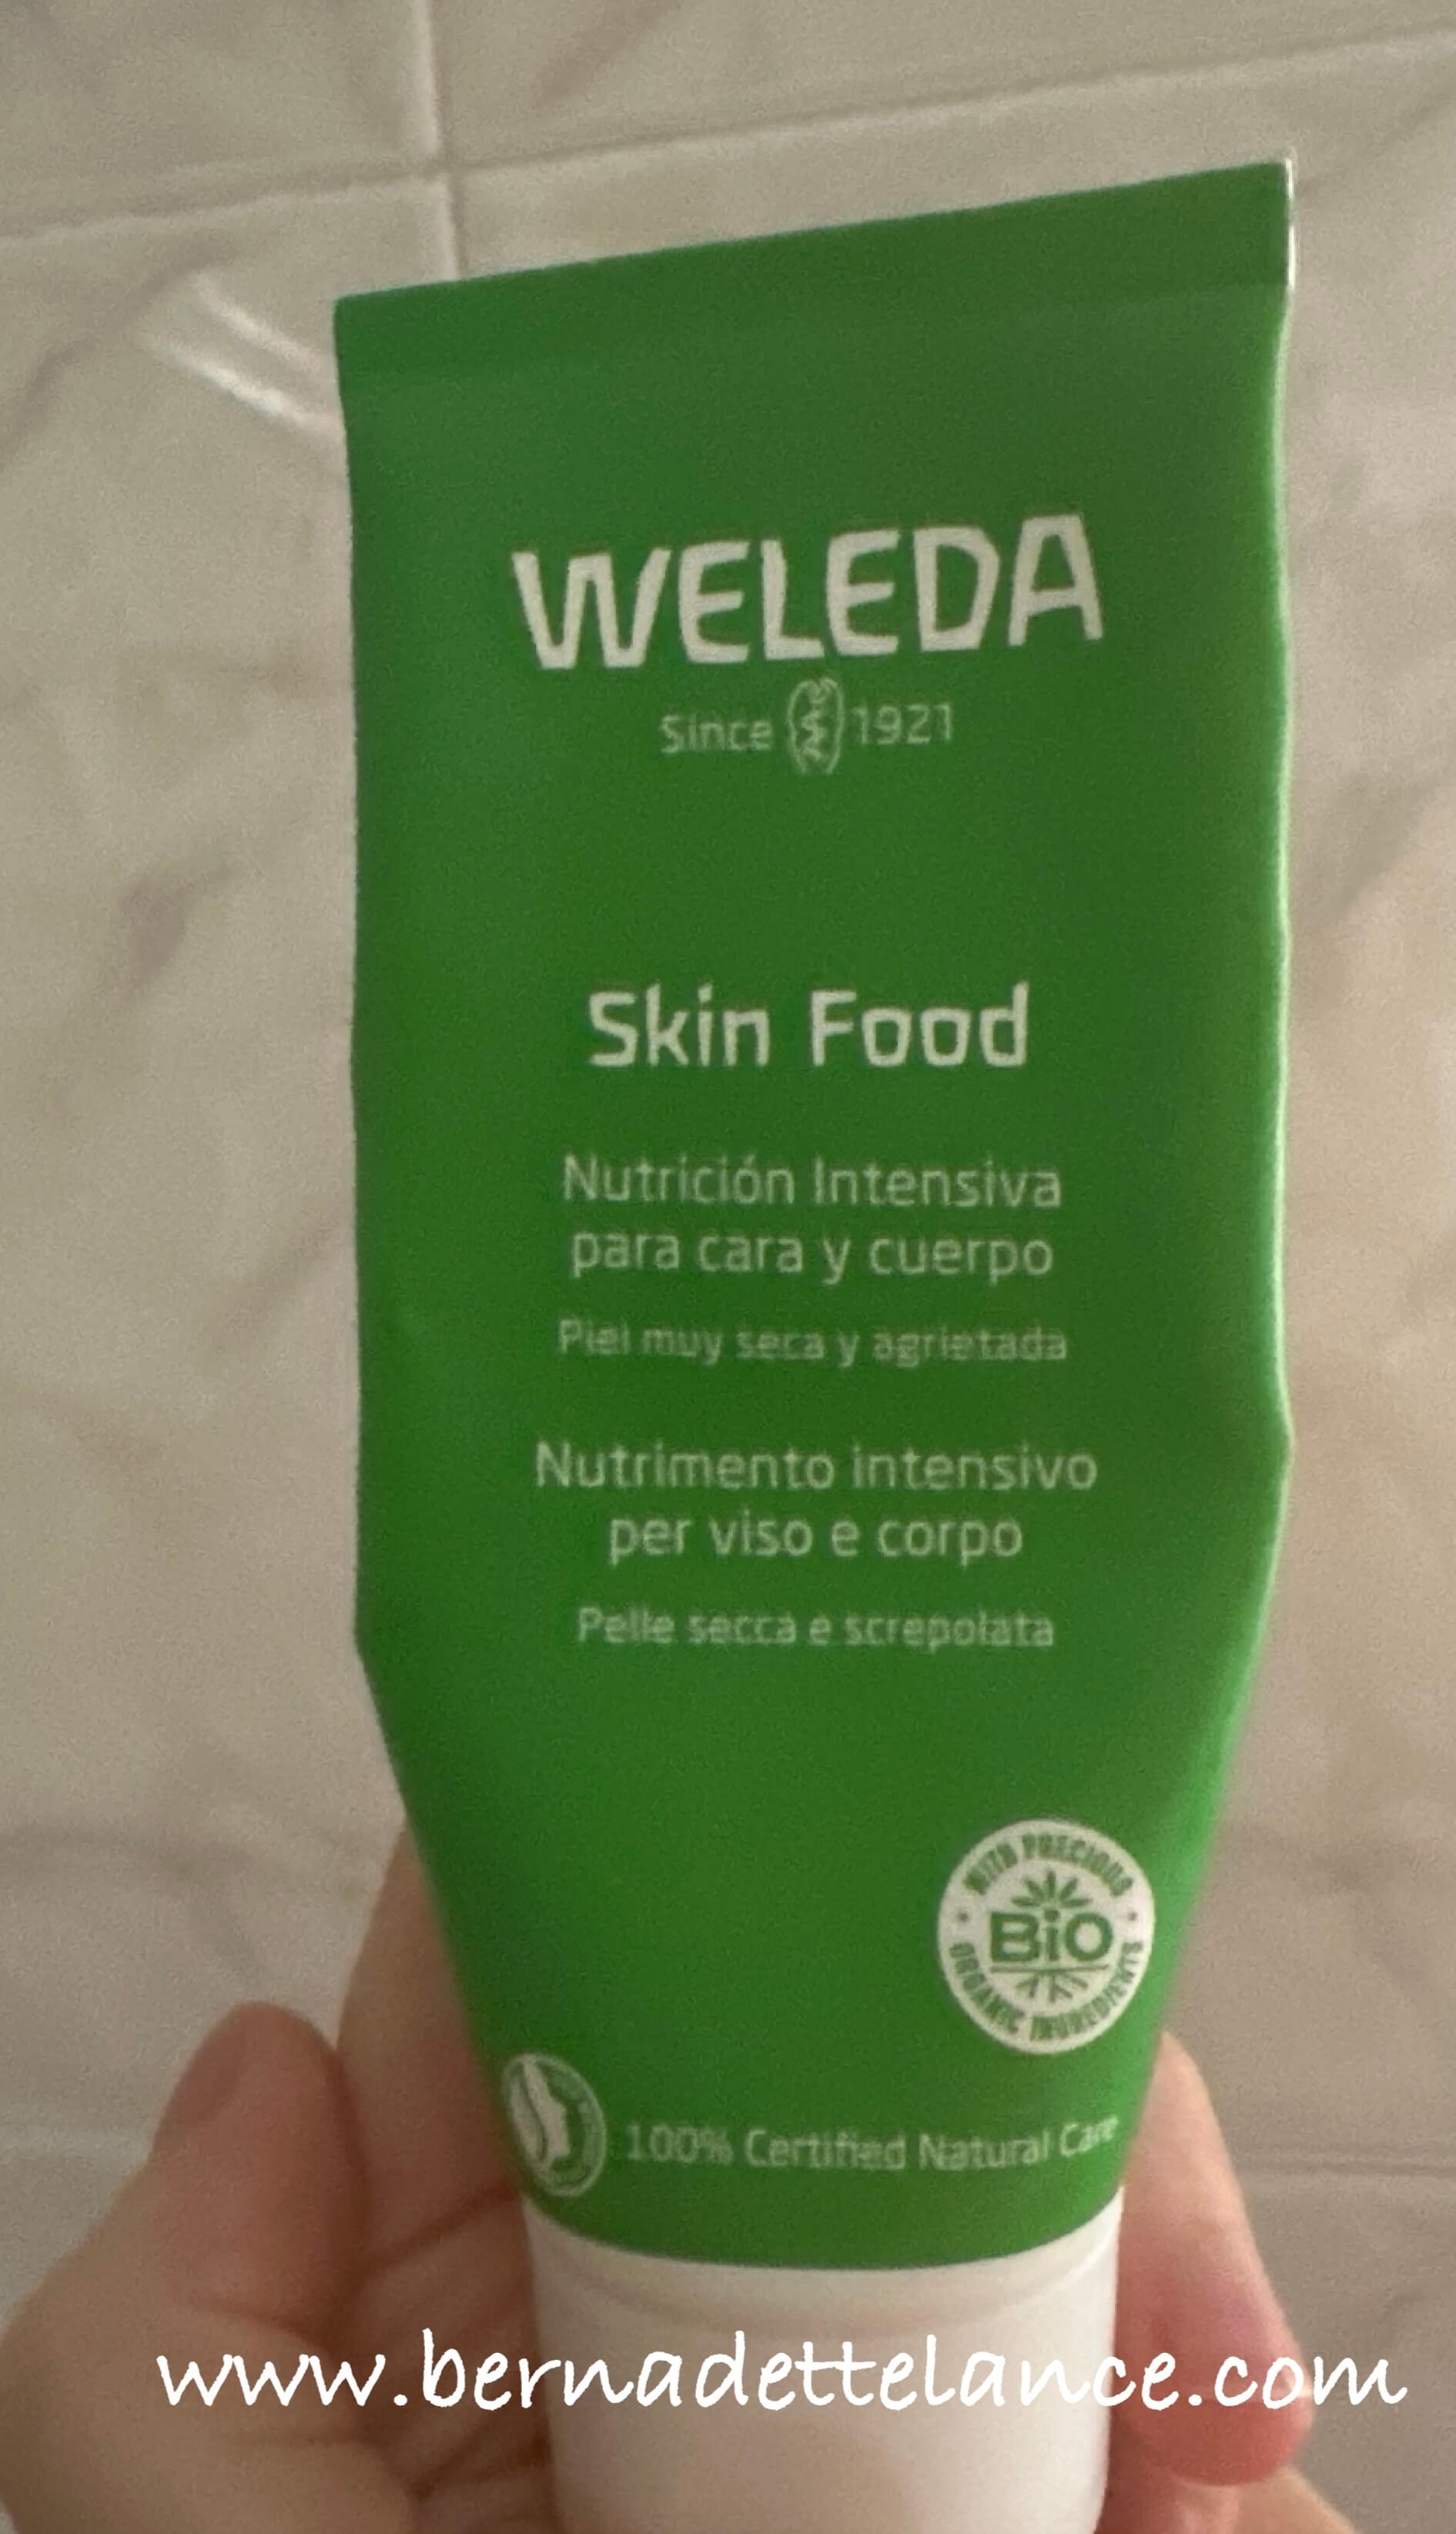 WELEDA
Since 1921
Skin Food
Nutrición Intensiva
para cara y cuerpo
Piel muy seca y agrietada
Nutrimento intensivo
per viso e corpo
Pelle secca e screpolata
WITH PRECIOUS
BiO
ORGANIC INGREDIENTS
100% Certified Natural Care
www.bernadettelance.com